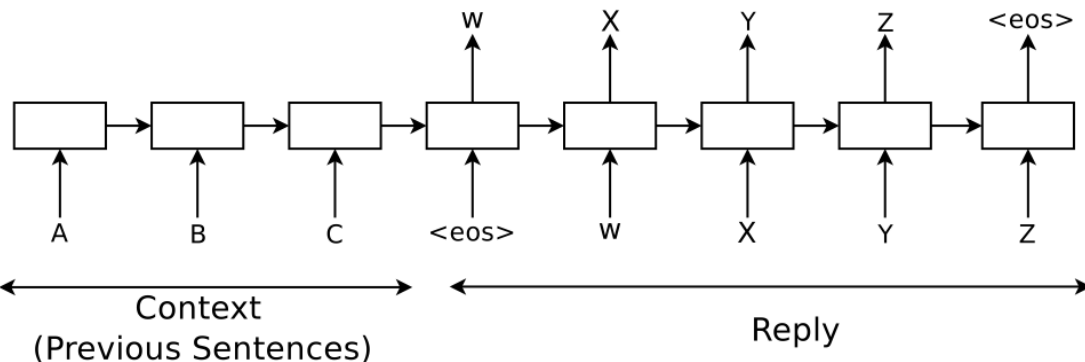 W X Y Z <eos>
A B C <eos> W X Y Z
Context
(Previous Sentences)
Reply